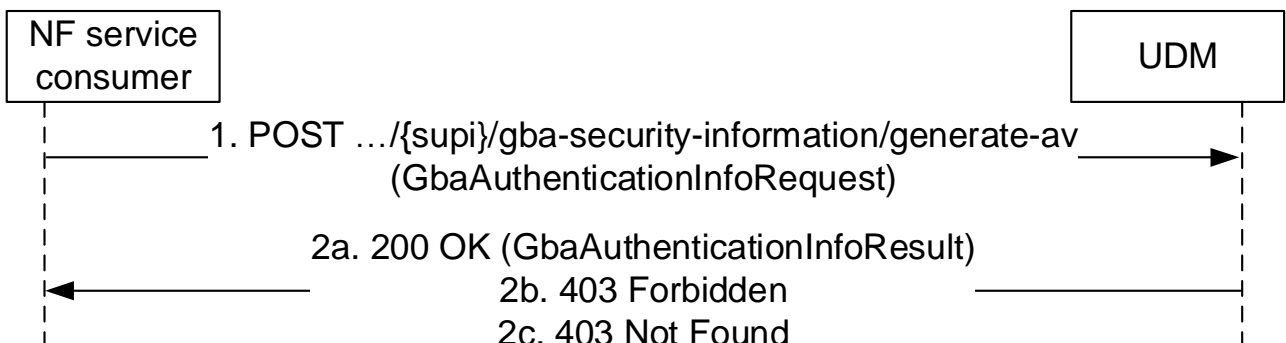 NF service
consumer
UDM
1. POST …/{supi}/gba-security-information/generate-av
(GbaAuthenticationInfoRequest)
2a. 200 OK (GbaAuthenticationInfoResult)
2b. 403 Forbidden
2c. 403 Not Found